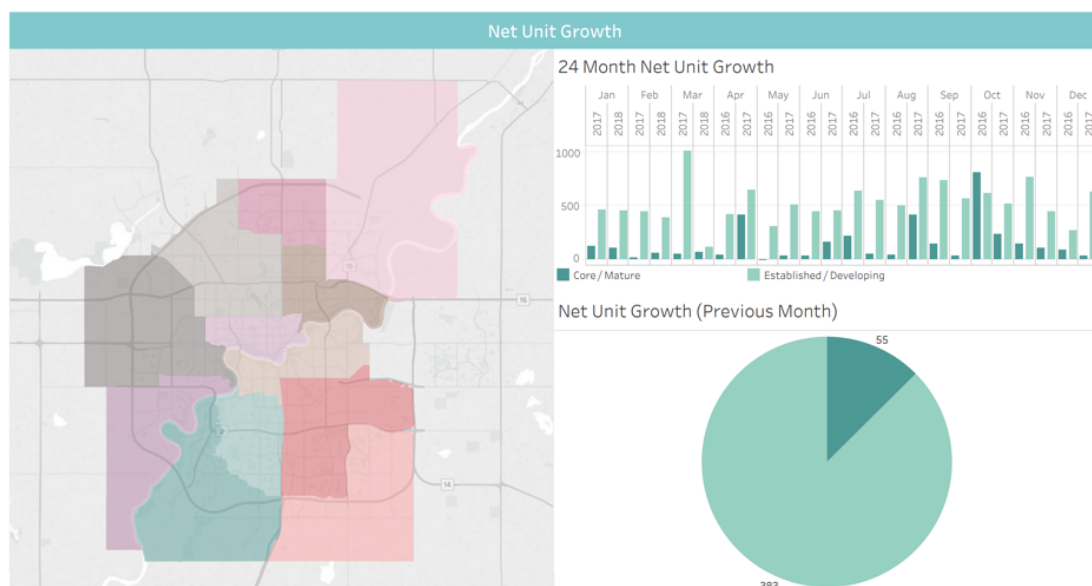 Net Unit Growth
24 Month Net Unit Growth
Jan Feb Mar Apr May Jun Jul Aug Sep Oct Nov Dec
2017 2018 2017 2018 2017 2018 2016 2017 2016 2017 2016 2017 2016 2017 2016 2017 2016 2017 2016 2017 2016 2017 2016 2017
1000
500
0
Core / Mature Established / Developing
Net Unit Growth (Previous Month)
55
383
16
16
14